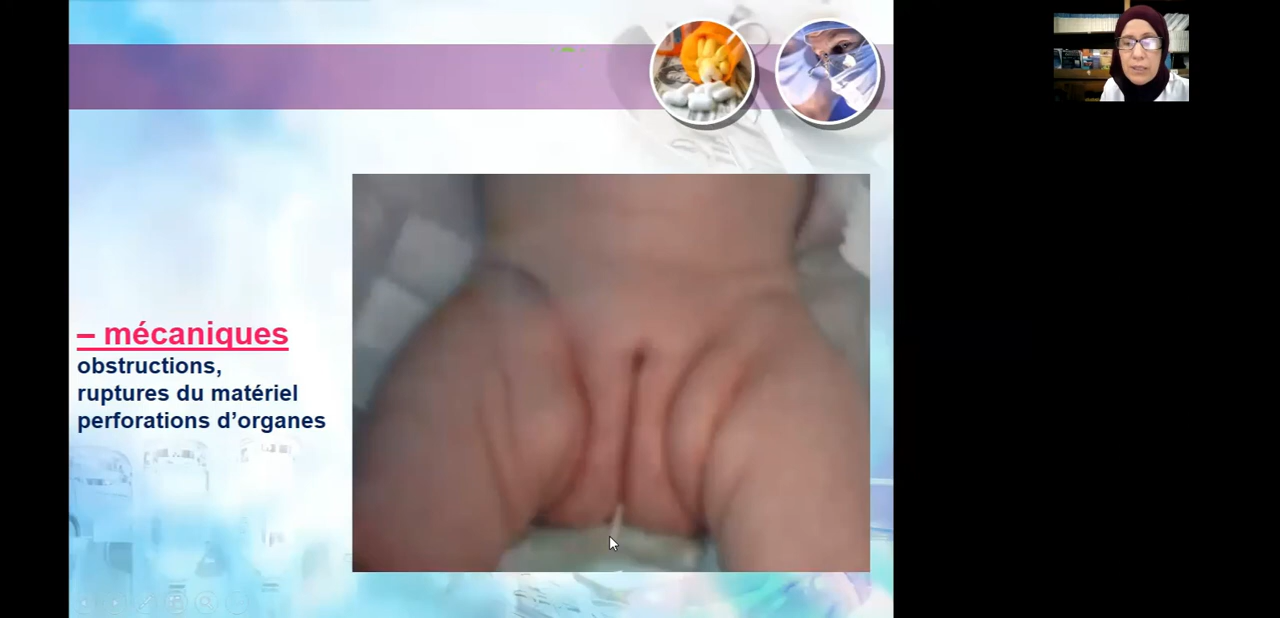 – mécaniques
obstructions,
ruptures du matériel
perforations d’organes